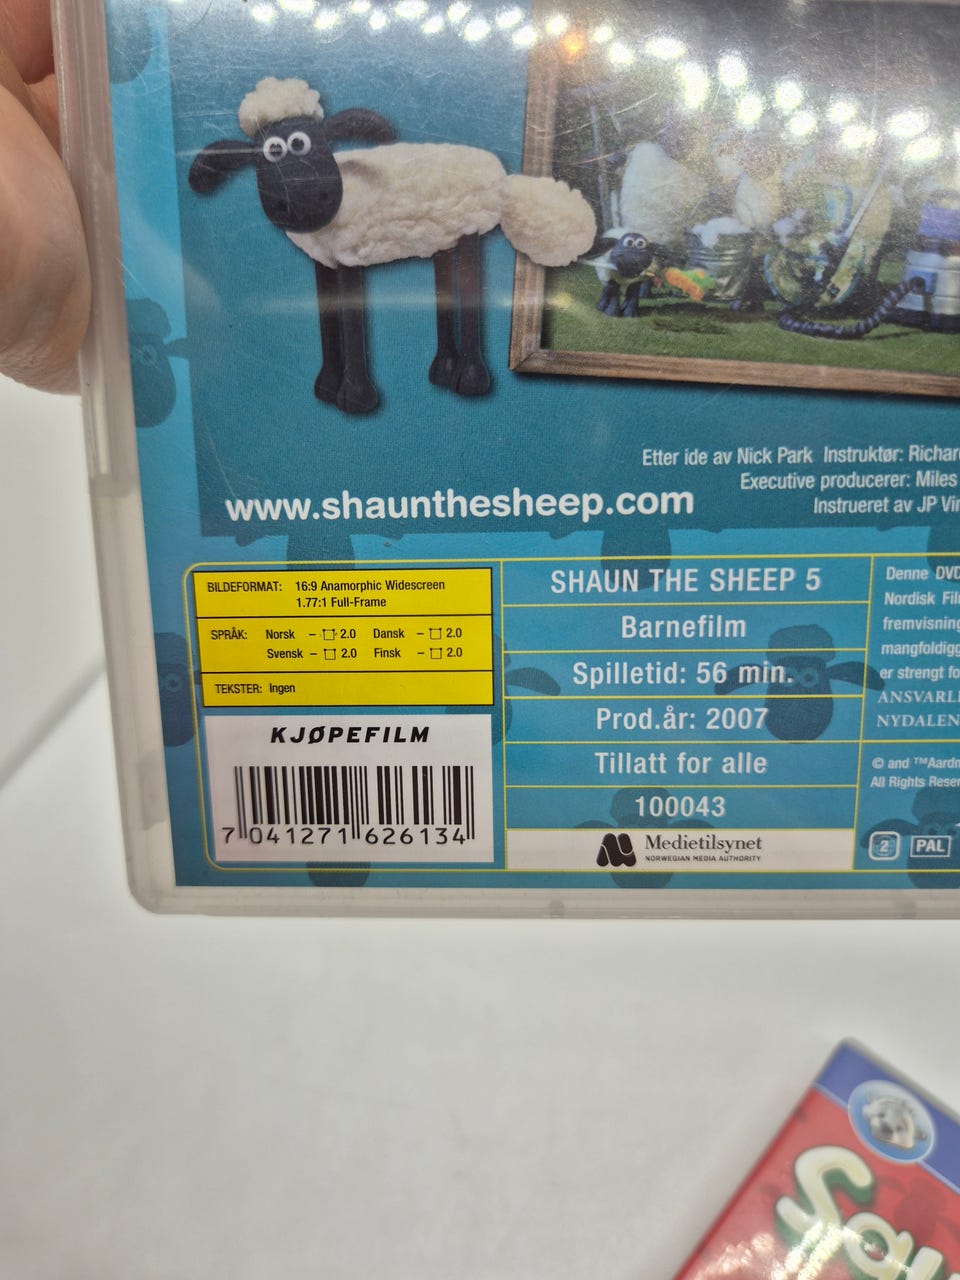 Etter ide av Nick Park Instruktør: Richar
Executive producerer: Miles
Instrueret av JP Vin
www.shaunthesheep.com
BILDEFORMAT: 16:9 Anamorphic Widescreen
1.77:1 Full-Frame
SPRÅK: Norsk – 2.0 Dansk – 2.0
Svensk – 2.0 Finsk – 2.0
TEKSTER: Ingen
KJØPEFILM
7 041271 626134
SHAUN THE SHEEP 5
Barnefilm
Spilletid: 56 min.
Prod.år: 2007
Tillatt for alle
100043
Medietilsynet
NORWEGIAN MEDIA AUTHORITY
Denne DVD
Nordisk Fil
fremvisning
mangfoldigg
er strengt fo
ANSVARL
NYDALEN
© and ™Aardm
All Rights Reser
2 PAL